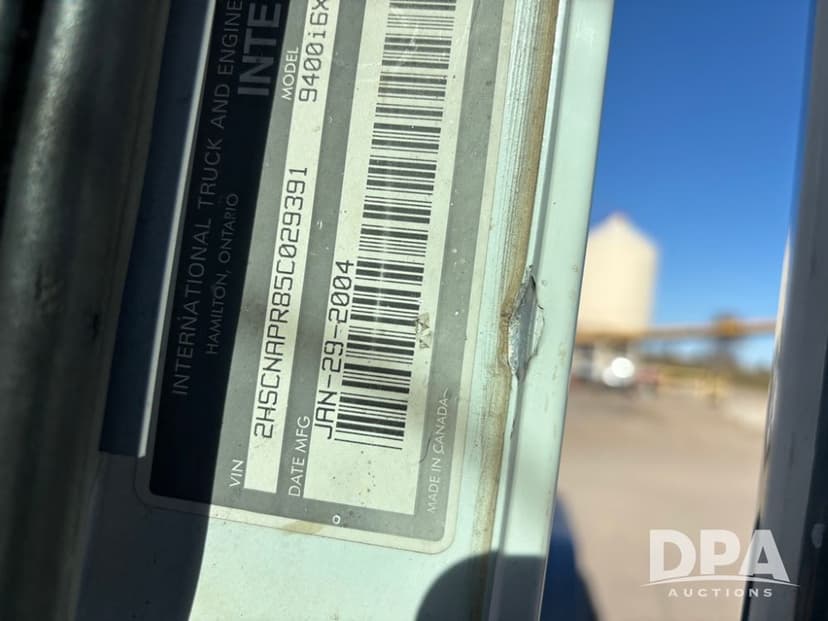 INTERNATIONAL TRUCK AND ENGINE
HAMILTON, ONTARIO
INTE
VIN
2HSCNAPR85C029391
MODEL
9400i6X
DATE MFG
JAN-29-2004
MADE IN CANADA
DPA
AUCTIONS